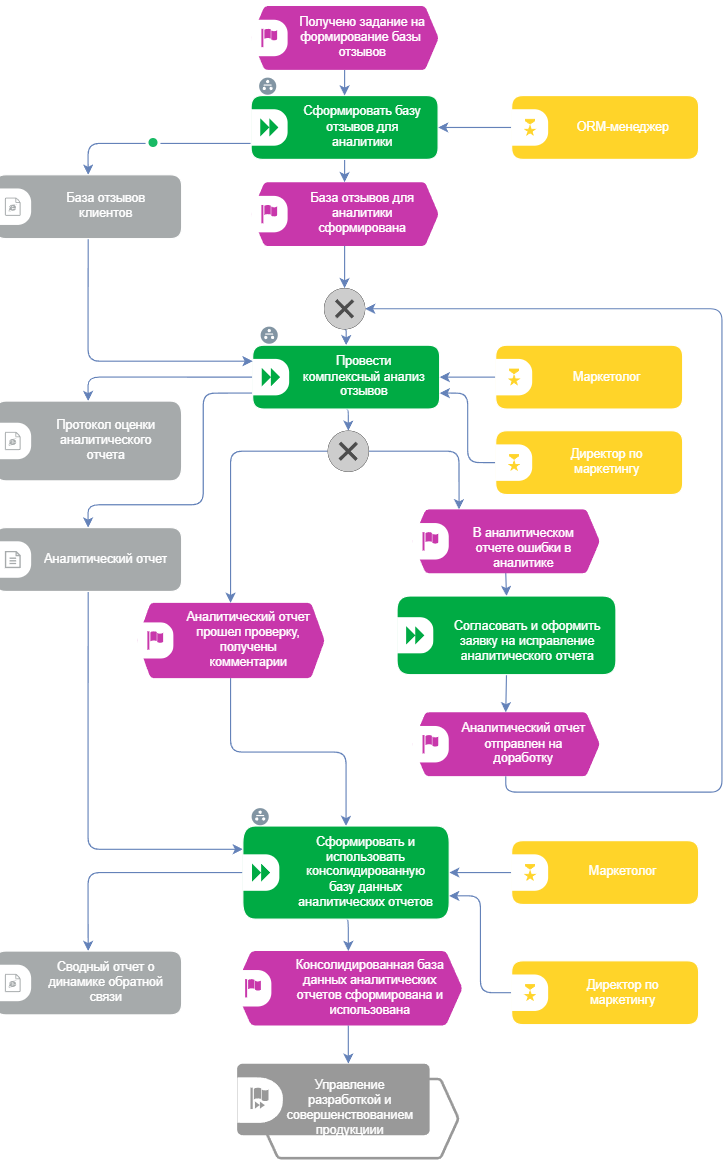 Получено задание на
формирование базы
отзывов
Сформировать базу
отзывов для
аналитики
ORM-менеджер
База отзывов
клиентов
База отзывов для
аналитики
сформирована
Провести
комплексный анализ
отзывов
Маркетолог
Протокол оценки
аналитического
отчета
Директор по
маркетингу
В аналитическом
отчете ошибки в
аналитике
Аналитический отчет
Аналитический отчет
прошел проверку,
получены
комментарии
Согласовать и оформить
заявку на исправление
аналитического отчета
Аналитический отчет
отправлен на
доработку
Сформировать и
использовать
консолидированную
базу данных
аналитических отчетов
Маркетолог
Сводный отчет о
динамике обратной
связи
Консолидированная база
данных аналитических
отчетов сформирована и
использована
Директор по
маркетингу
Управление
разработкой и
совершенствованием
продукциии